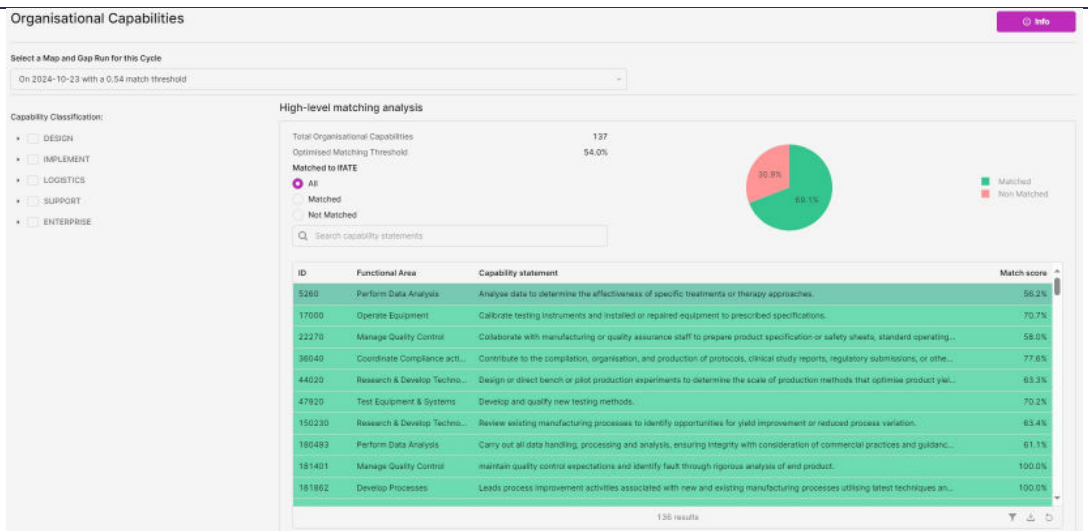 Organisational Capabilities
Info
Select a Map and Gap Run for this Cycle
On 2024-10-23 with a 0.54 match threshold
Capability Classification:
DESIGN
IMPLEMENT
LOGISTICS
SUPPORT
ENTERPRISE
High-level matching analysis
Total Organisational Capabilities 137
Optimised Matching Threshold 54.0%
Matched to IfATE
All
Matched
Not Matched
Search capability statements
30.9%
69.1%
Matched
Non Matched
ID Functional Area Capability statement Match score
5260 Perform Data Analysis Analyse data to determine the effectiveness of specific treatments or therapy approaches. 56.2%
17000 Operate Equipment Calibrate testing instruments and installed or repaired equipment to prescribed specifications. 70.7%
22270 Manage Quality Control Collaborate with manufacturing or quality assurance staff to prepare product specification or safety sheets, standard operating... 58.0%
36040 Coordinate Compliance acti... Contribute to the compilation, organisation, and production of protocols, clinical study reports, regulatory submissions, or othe... 77.6%
44020 Research & Develop Techno... Design or direct bench or pilot production experiments to determine the scale of production methods that optimise product yiel... 63.3%
47920 Test Equipment & Systems Develop and qualify new testing methods. 70.2%
150230 Research & Develop Techno... Review existing manufacturing processes to identify opportunities for yield improvement or reduced process variation. 63.4%
160493 Perform Data Analysis Carry out all data handling, processing and analysis, ensuring integrity with consideration of commercial practices and guidanc... 61.1%
181401 Manage Quality Control maintain quality control expectations and identify fault through rigorous analysis of end product. 100.0%
181862 Develop Processes Leads process improvement activities associated with new and existing manufacturing processes utilising latest techniques an... 100.0%
136 results